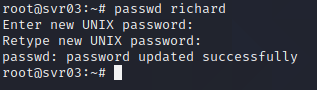 root@svr03:~# passwd richard
Enter new UNIX password:
Retype new UNIX password:
passwd: password updated successfully
root@svr03:~#